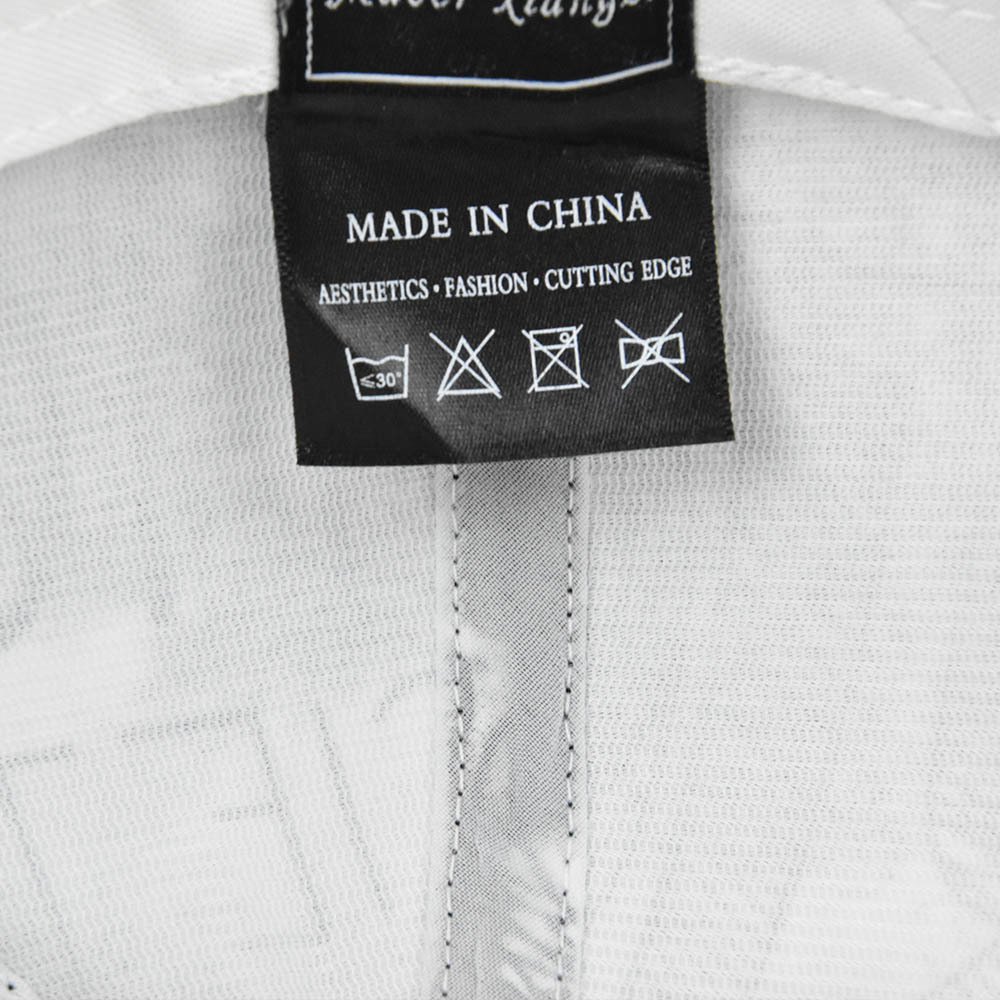 MADE IN CHINA
AESTHETICS • FASHION • CUTTING EDGE
≤30°